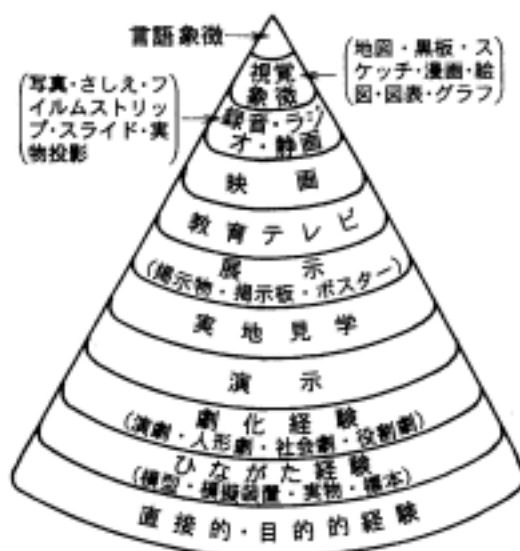 言語象徴
視覚
象徴
(地図・黒板・ス
ケッチ・漫画・絵
図・図表・グラフ)
(写真・さしえ・フ
イルムストリッ
プ・スライド・実
物投影)
録音・ラジ
オ・静画
映画
教育テレビ
展示
(掲示物・掲示板・ポスター)
実地見学
演示
劇化経験
(演劇・人形劇・社会劇・役割劇)
ひながた経験
(模型・模擬装置・実物・標本)
直接的・目的的経験